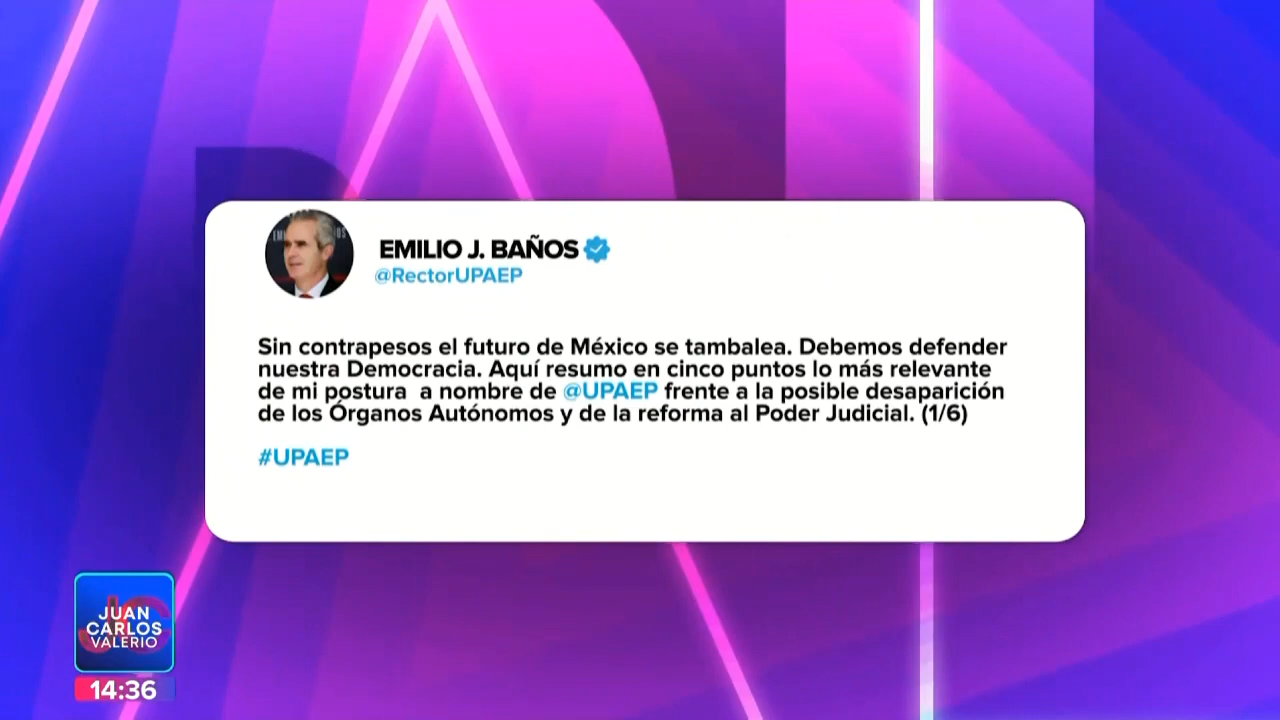 EMILIO J. BAÑOS
@RectorUPAEP
Sin contrapesos el futuro de México se tambalea. Debemos defender
nuestra Democracia. Aquí resumo en cinco puntos lo más relevante
de mi postura a nombre de @UPAEP frente a la posible desaparición
de los Órganos Autónomos y de la reforma al Poder Judicial. (1/6)
#UPAEP
JUAN
CARLOS
VALERIO
14:36